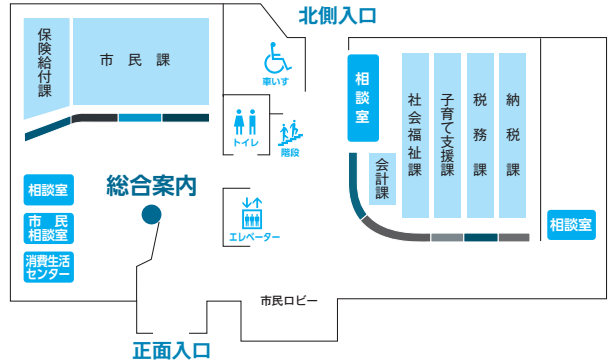 北側入口
保険給付課
市民課
車いす
トイレ
階段
相談室
社会福祉課
子育て支援課
税務課
納税課
会計課
相談室
市民
相談室
消費生活
センター
総合案内
エレベーター
相談室
市民ロビー
正面入口